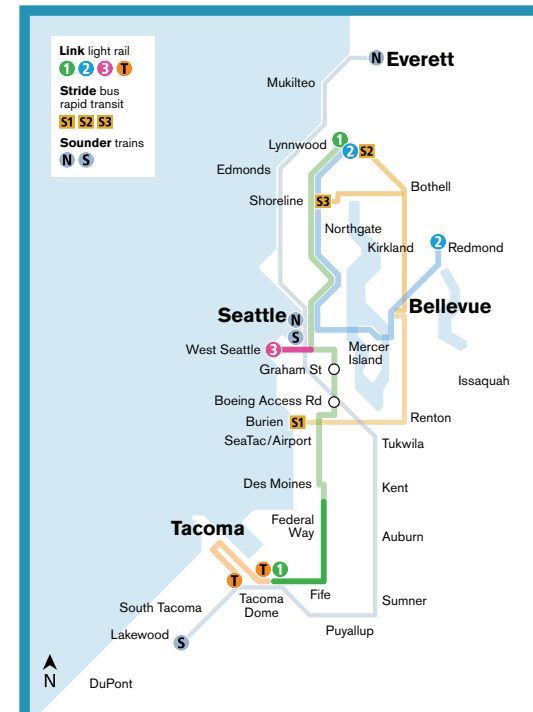 Link light rail
1 2 3 T
Stride bus
rapid transit
S1 S2 S3
Sounder trains
N S
N Everett
Mukilteo
1
Lynnwood
2 S2
Edmonds
Bothell
Shoreline S3
Northgate
Kirkland 2 Redmond
Bellevue
Seattle N
S
West Seattle 3
Mercer
Island
Graham St
Issaquah
Boeing Access Rd
Burien S1
Renton
SeaTac/Airport
Tukwila
Des Moines
Kent
Federal
Way
Tacoma
Auburn
T 1
T
Tacoma
Dome
Fife
Sumner
South Tacoma
Puyallup
Lakewood S
N
DuPont